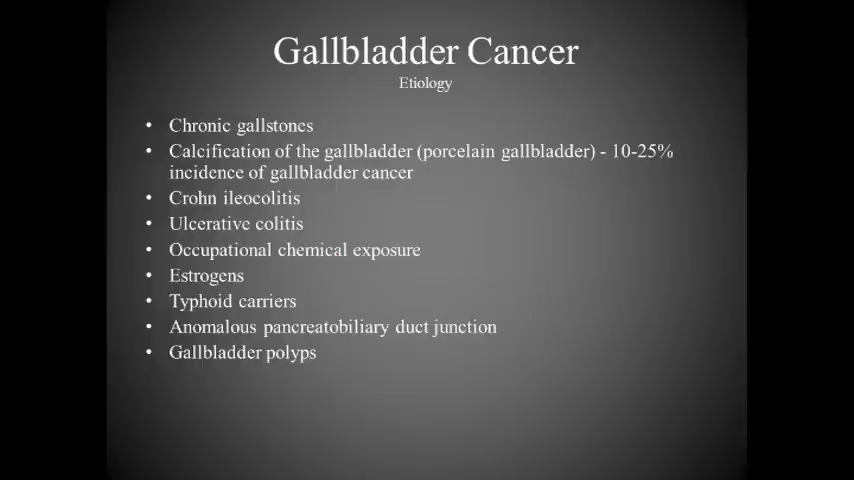 Gallbladder Cancer
Etiology
• Chronic gallstones
• Calcification of the gallbladder (porcelain gallbladder) - 10-25%
incidence of gallbladder cancer
• Crohn ileocolitis
• Ulcerative colitis
• Occupational chemical exposure
• Estrogens
• Typhoid carriers
• Anomalous pancreatobiliary duct junction
• Gallbladder polyps